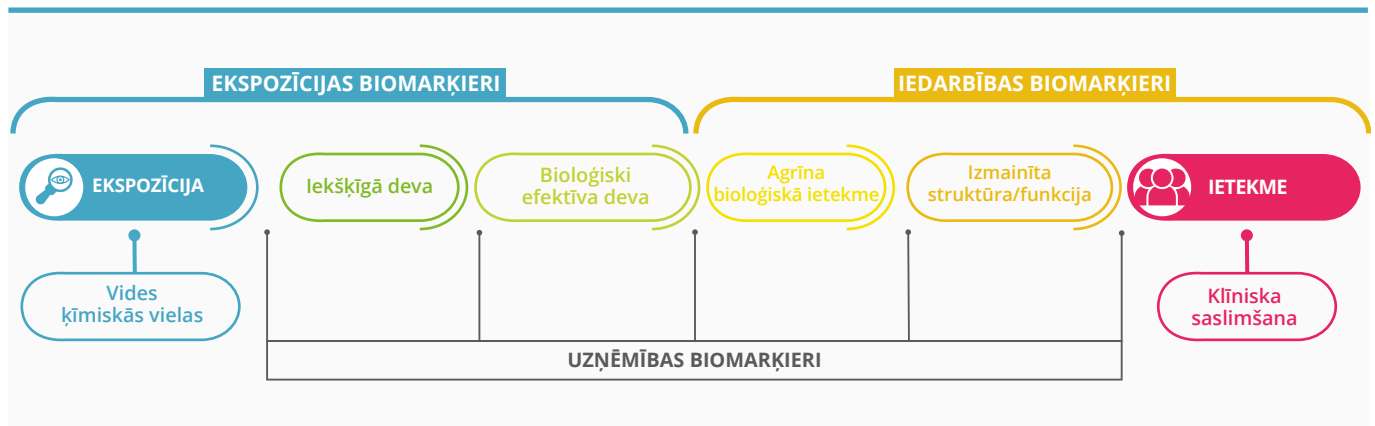 EKSPOZĪCIJAS BIOMARĶIERI
IEDARBĪBAS BIOMARĶIERI
EKSPOZĪCIJA
Iekšķīgā deva
Bioloģiski
efektīva deva
Agrīna
bioloģiskā ietekme
Izmainīta
struktūra/funkcija
IETEKME
Vides
ķīmiskās vielas
Klīniska
saslimšana
UZŅĒMĪBAS BIOMARĶIERI